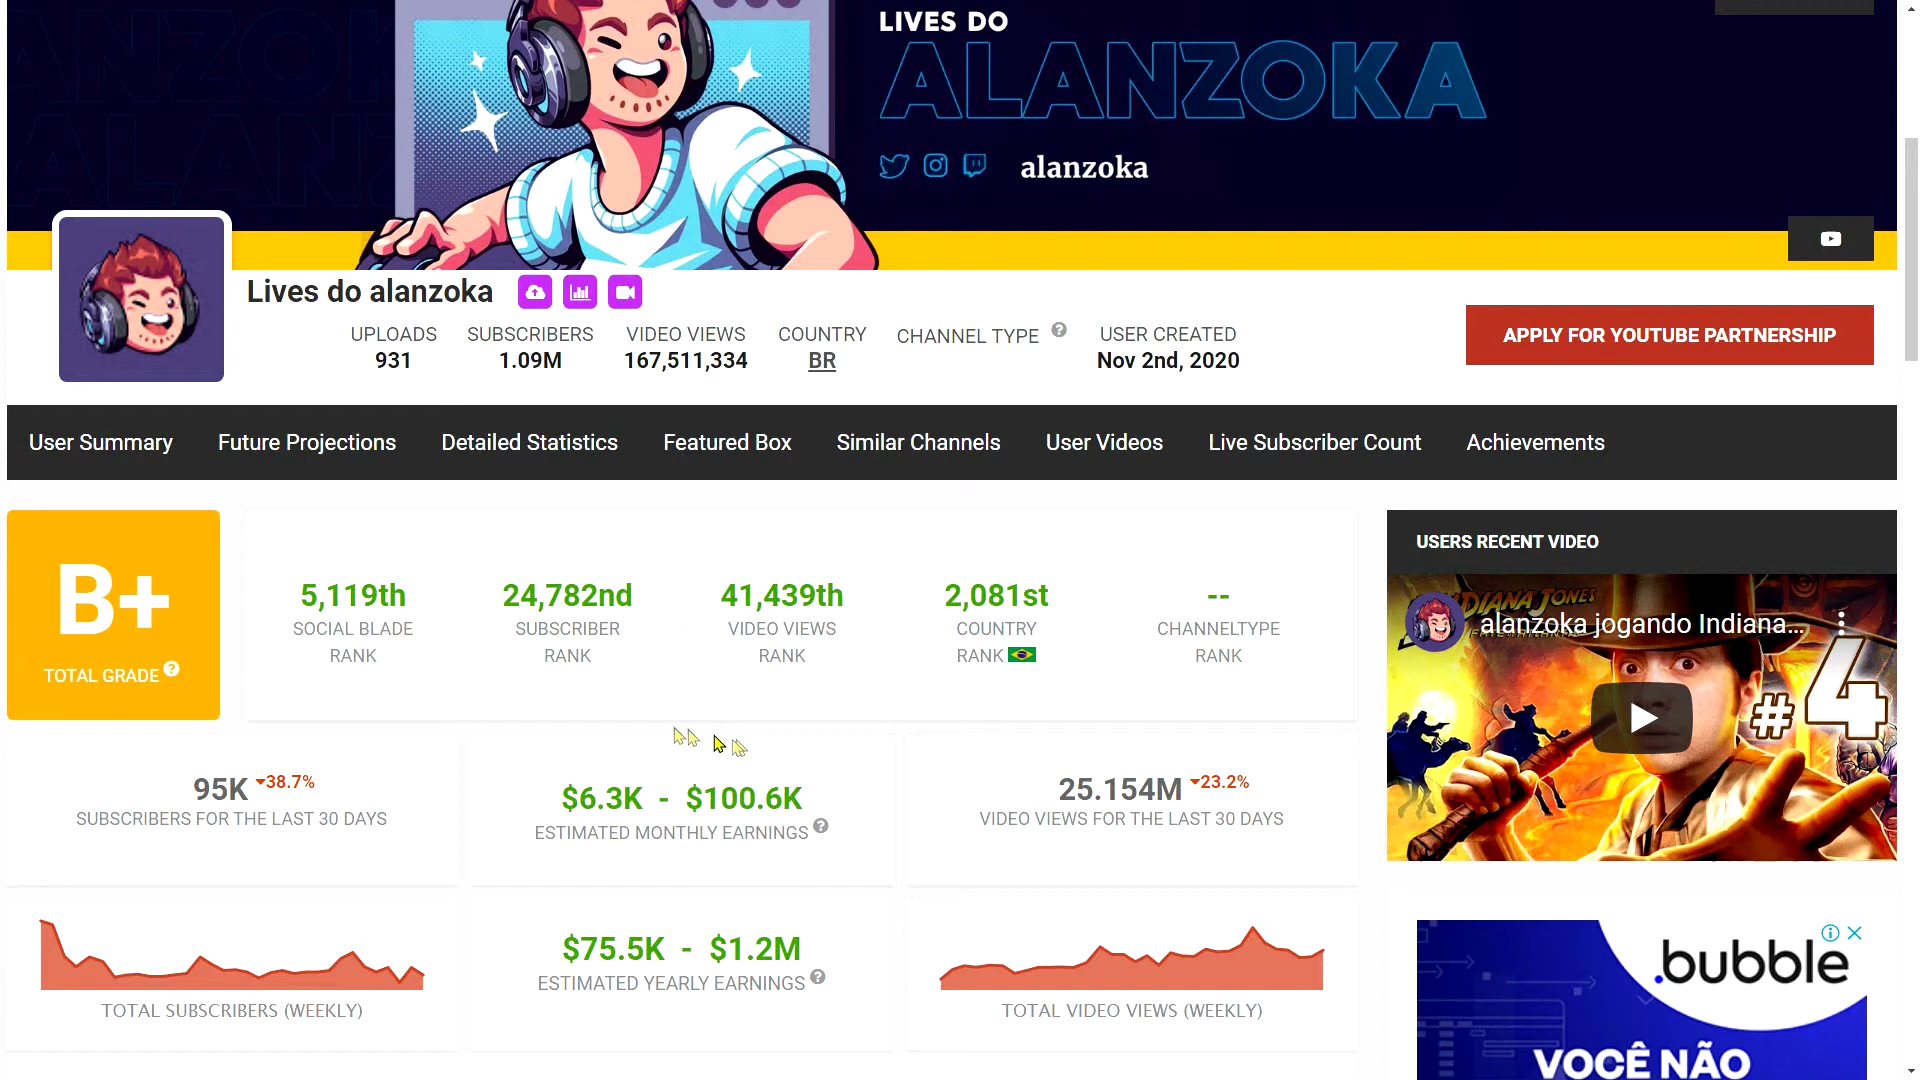 LIVES DO
ALANZOKA
alanzoka
Lives do alanzoka
UPLOADS
931
SUBSCRIBERS
1.09M
VIDEO VIEWS
167,511,334
COUNTRY
BR
CHANNEL TYPE
USER CREATED
Nov 2nd, 2020
APPLY FOR YOUTUBE PARTNERSHIP
User Summary
Future Projections
Detailed Statistics
Featured Box
Similar Channels
User Videos
Live Subscriber Count
Achievements
B+
TOTAL GRADE
5,119th
SOCIAL BLADE
RANK
24,782nd
SUBSCRIBER
RANK
41,439th
VIDEO VIEWS
RANK
2,081st
COUNTRY
RANK
--
CHANNELTYPE
RANK
USERS RECENT VIDEO
INDIANA JONES
alanzoka jogando Indiana...
#4
95K 38.7%
SUBSCRIBERS FOR THE LAST 30 DAYS
$6.3K - $100.6K
ESTIMATED MONTHLY EARNINGS
25.154M 23.2%
VIDEO VIEWS FOR THE LAST 30 DAYS
TOTAL SUBSCRIBERS (WEEKLY)
$75.5K - $1.2M
ESTIMATED YEARLY EARNINGS
TOTAL VIDEO VIEWS (WEEKLY)
.bubble
VOCÊ NÃO